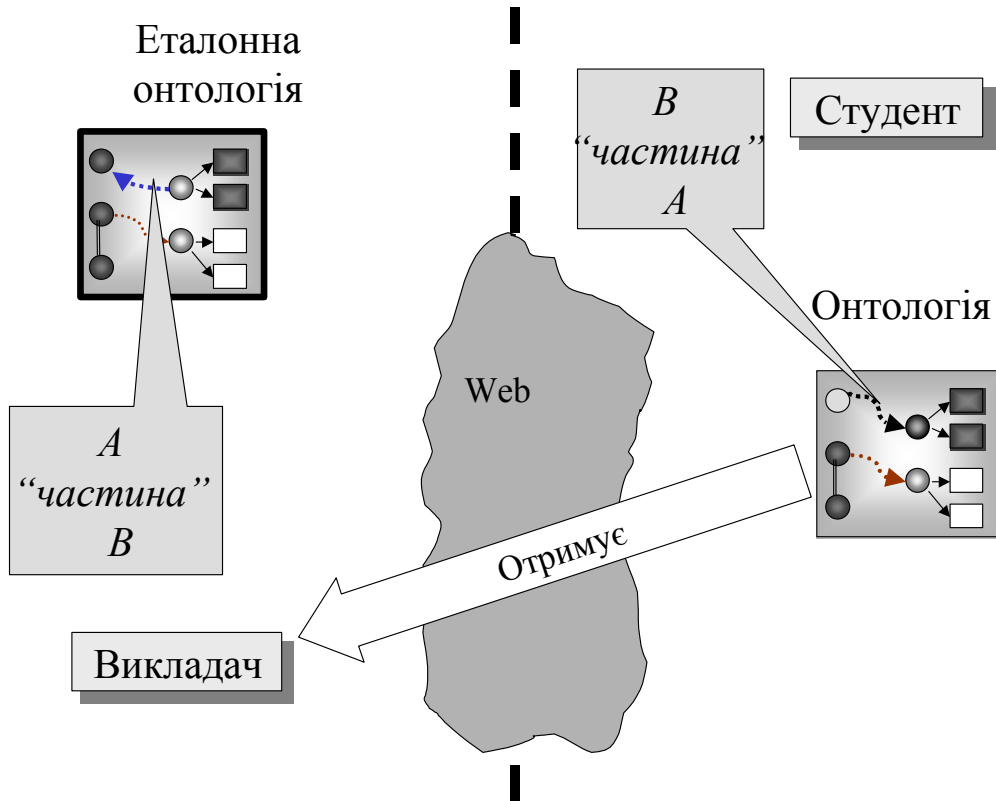 Еталонна
онтологія
B
“частина”
A
Студент
Онтологія
Web
A
“частина”
B
Отримує
Викладач